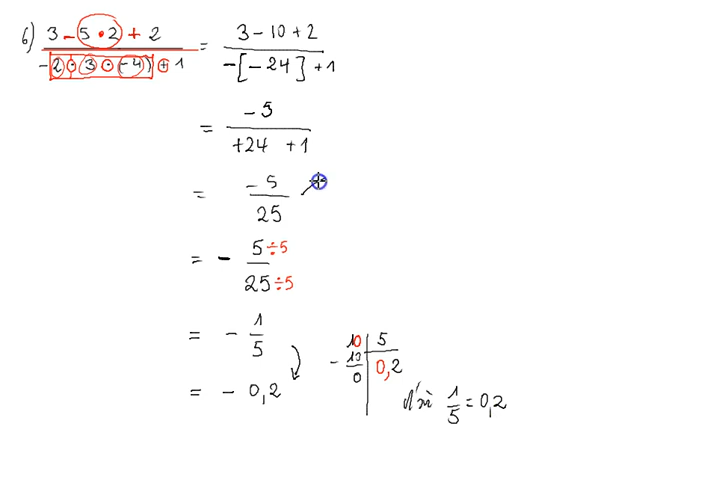 6) 3 - 5 • 2 + 2 / -2 • 3 • (-4) + 1 = 3 - 10 + 2 / -[-24] + 1
= -5 / +24 +1
= -5 / 25
= - 5÷5 / 25÷5
= - 1/5
10 | 5
- 10 | 0,2
0
= - 0,2
d'où 1/5 = 0,2